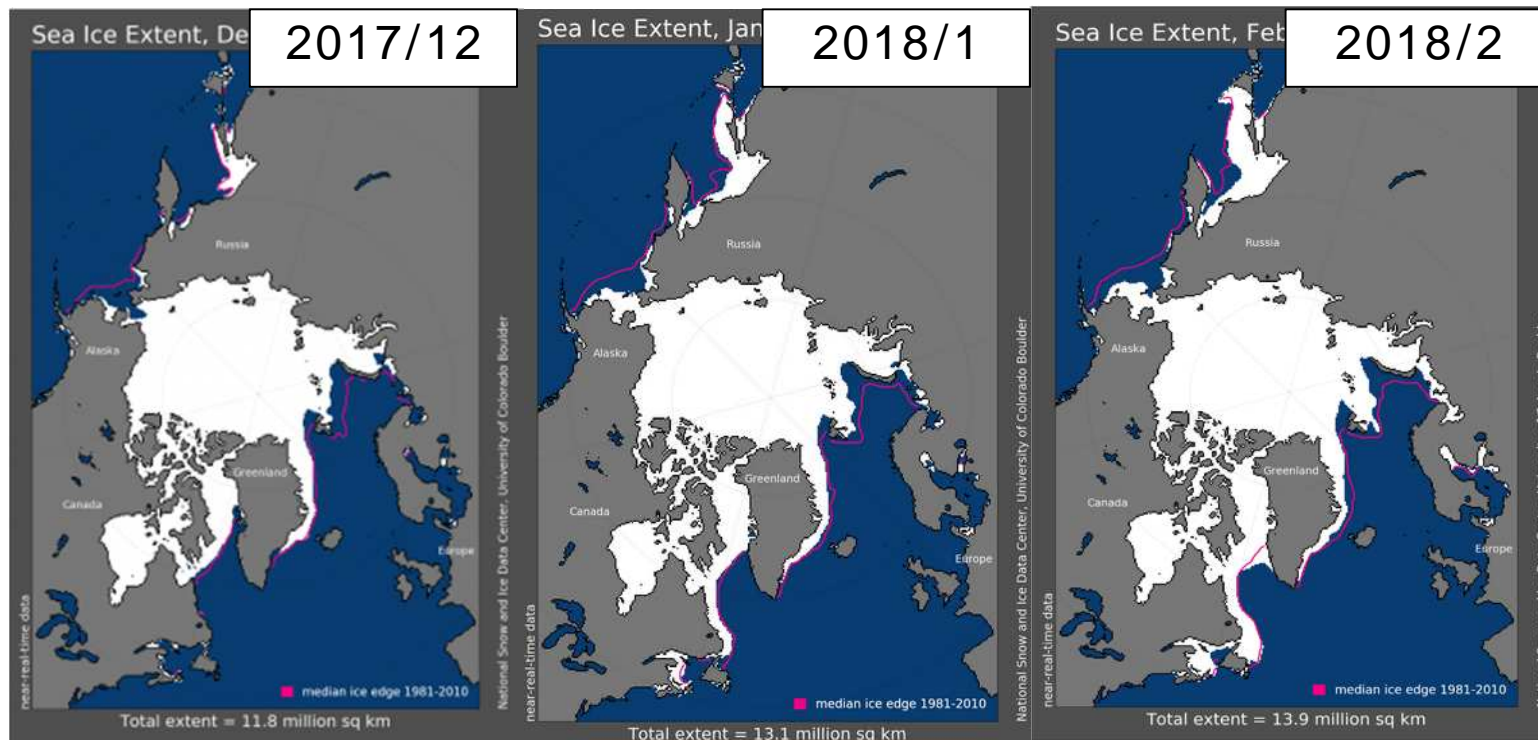 Sea Ice Extent, De
2017/12
Russia
Alaska
Greenland
Canada
Europe
near-real-time data
National Snow and Ice Data Center, University of Colorado Boulder
median ice edge 1981-2010
Total extent = 11.8 million sq km
Sea Ice Extent, Jan
2018/1
Russia
Alaska
Greenland
Canada
Europe
near-real-time data
National Snow and Ice Data Center, University of Colorado Boulder
median ice edge 1981-2010
Total extent = 13.1 million sq km
Sea Ice Extent, Feb
2018/2
Russia
Alaska
Greenland
Canada
Europe
near-real-time data
median ice edge 1981-2010
Total extent = 13.9 million sq km